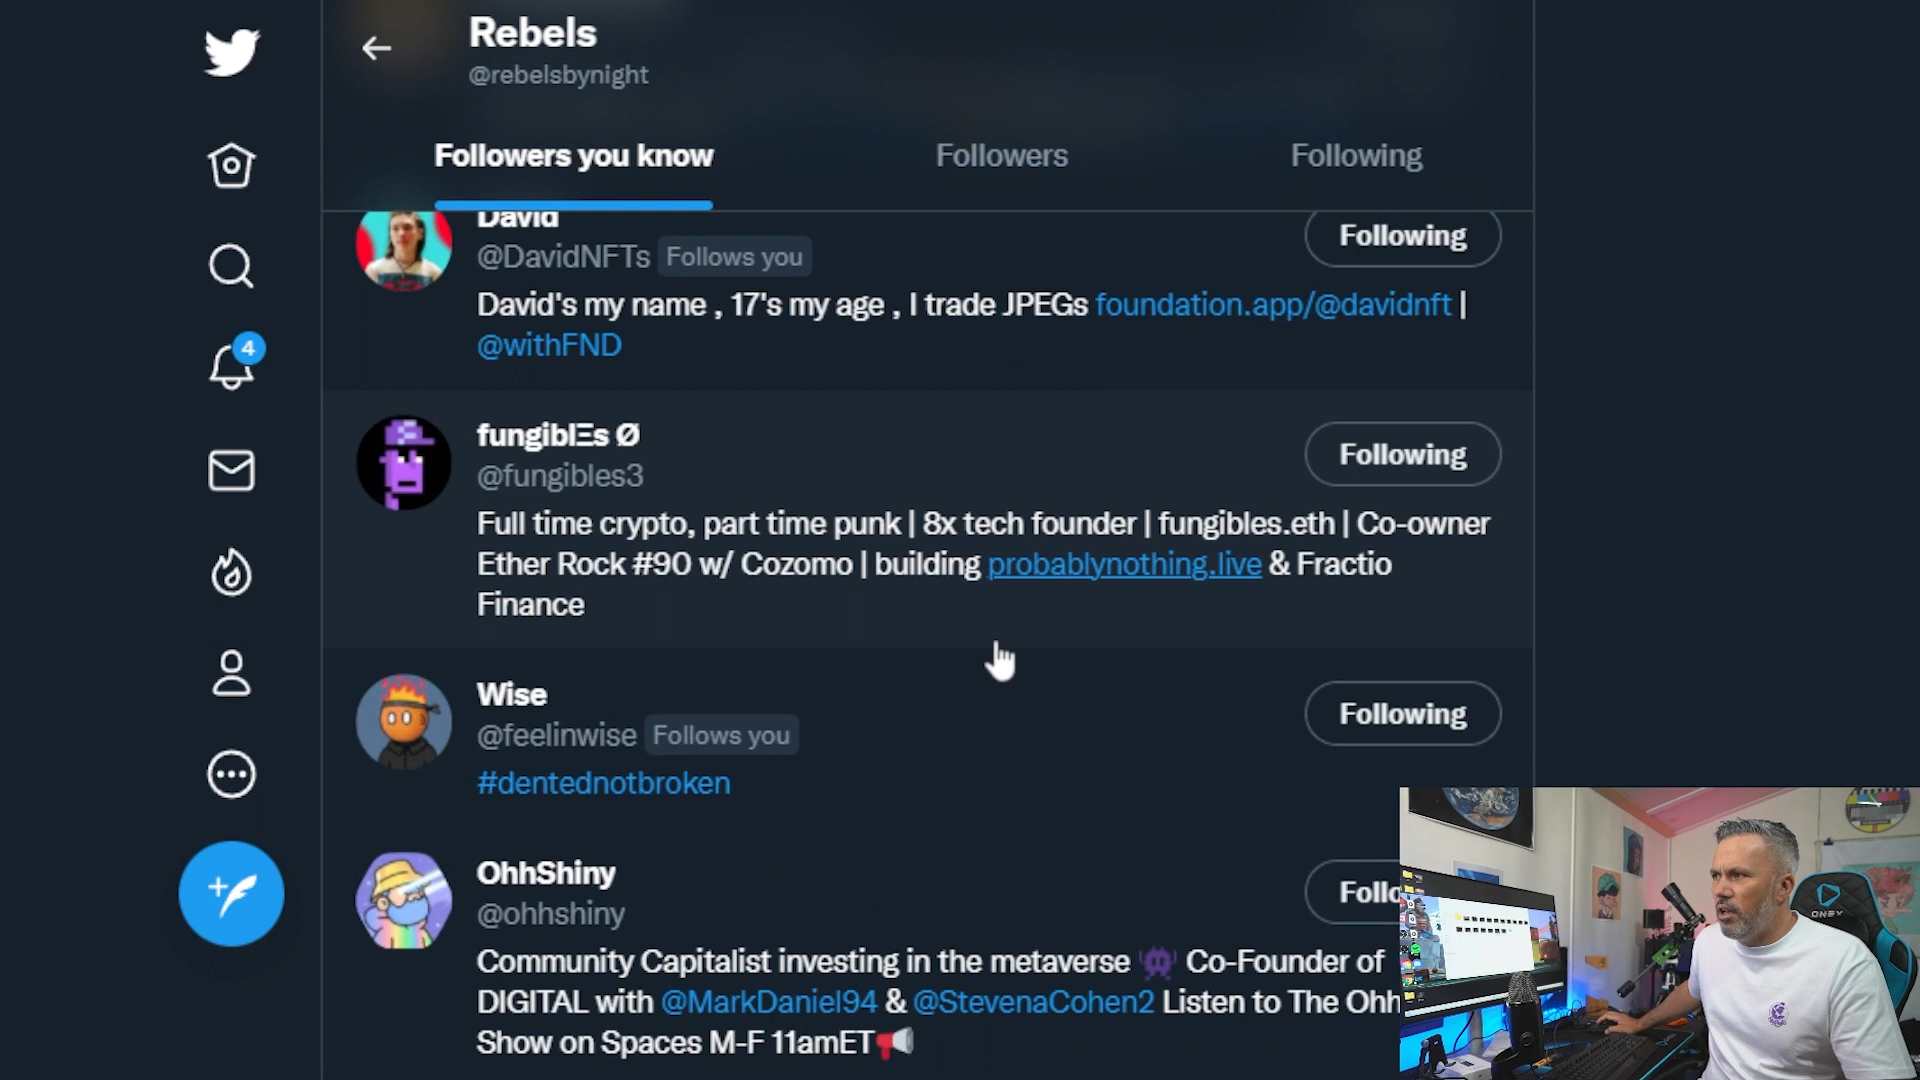 Rebels
@rebelsbynight
Followers you know
Followers
Following
David
Following
@DavidNFTs
Follows you
David's my name , 17's my age , I trade JPEGs foundation.app/@davidnft |
@withFND
4
fungiblΞs Ø
Following
@fungibles3
Full time crypto, part time punk | 8x tech founder | fungibles.eth | Co-owner
Ether Rock #90 w/ Cozomo | building probablynothing.live & Fractio
Finance
Wise
Following
@feelinwise
Follows you
#dentednotbroken
OhhShiny
Follo
@ohhshiny
Community Capitalist investing in the metaverse 👾 Co-Founder of
DIGITAL with @MarkDaniel94 & @StevenaCohen2 Listen to The Ohh
Show on Spaces M-F 11amET📢
ONEX